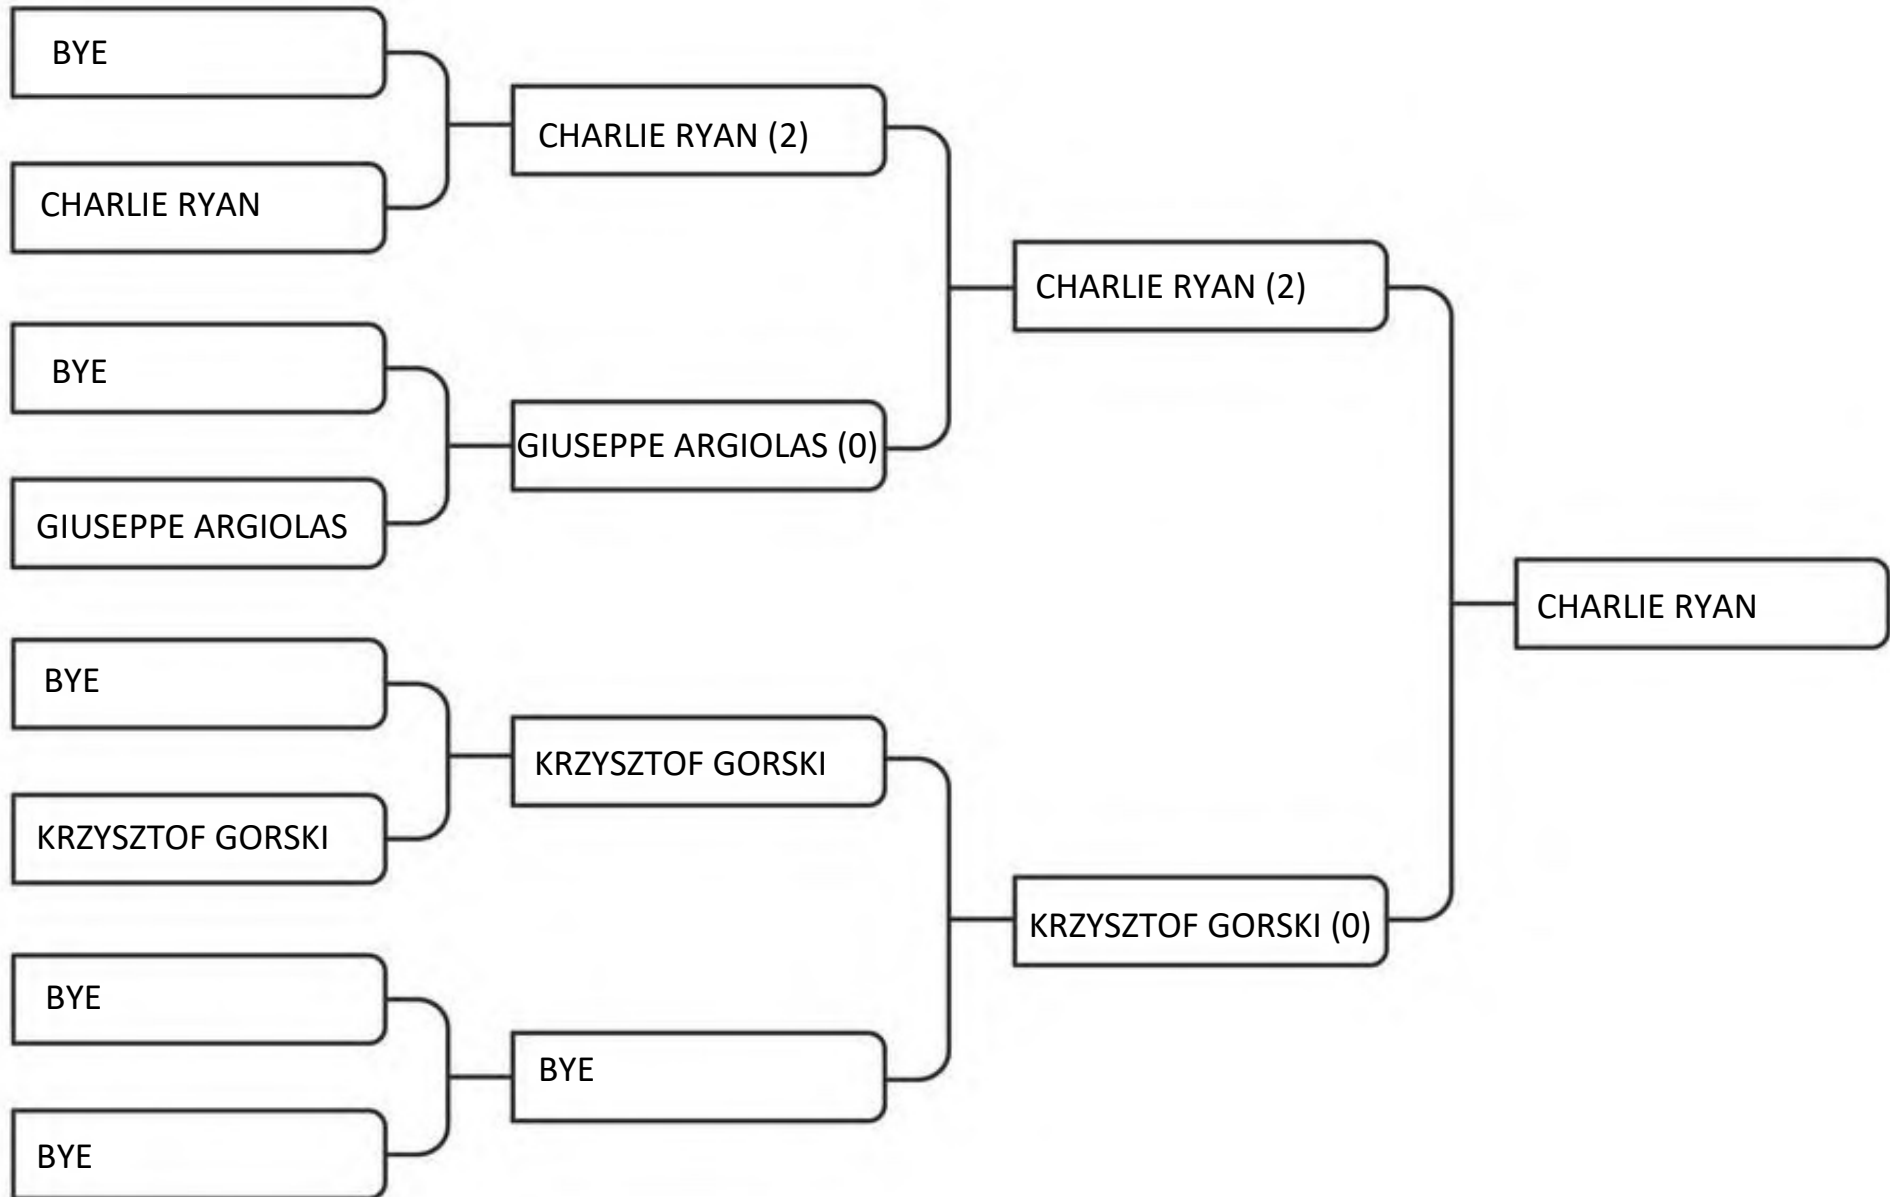 BYE
CHARLIE RYAN
BYE
GIUSEPPE ARGIOLAS
BYE
KRZYSZTOF GORSKI
BYE
BYE
CHARLIE RYAN (2)
GIUSEPPE ARGIOLAS (0)
KRZYSZTOF GORSKI
BYE
CHARLIE RYAN (2)
KRZYSZTOF GORSKI (0)
CHARLIE RYAN